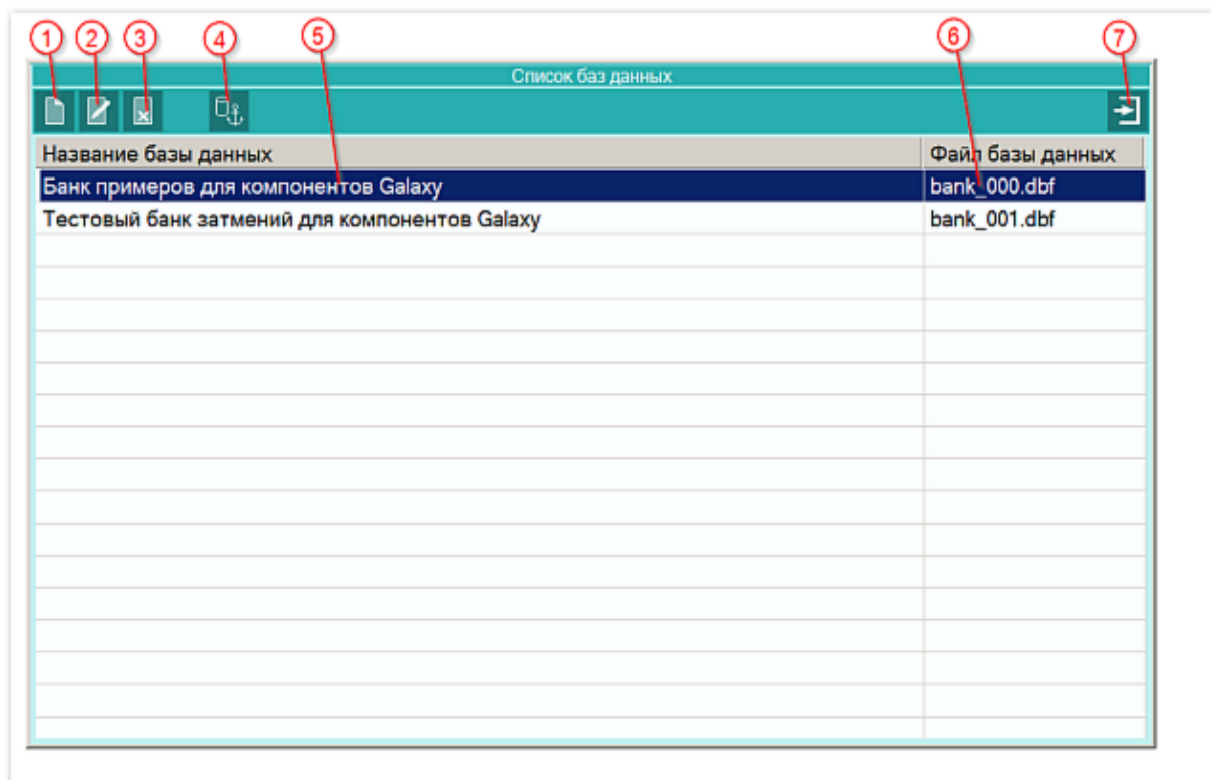 1 2 3 4 5 6 7
Список баз данных
Название базы данных Файл базы данных
Банк примеров для компонентов Galaxy bank_000.dbf
Тестовый банк затмений для компонентов Galaxy bank_001.dbf